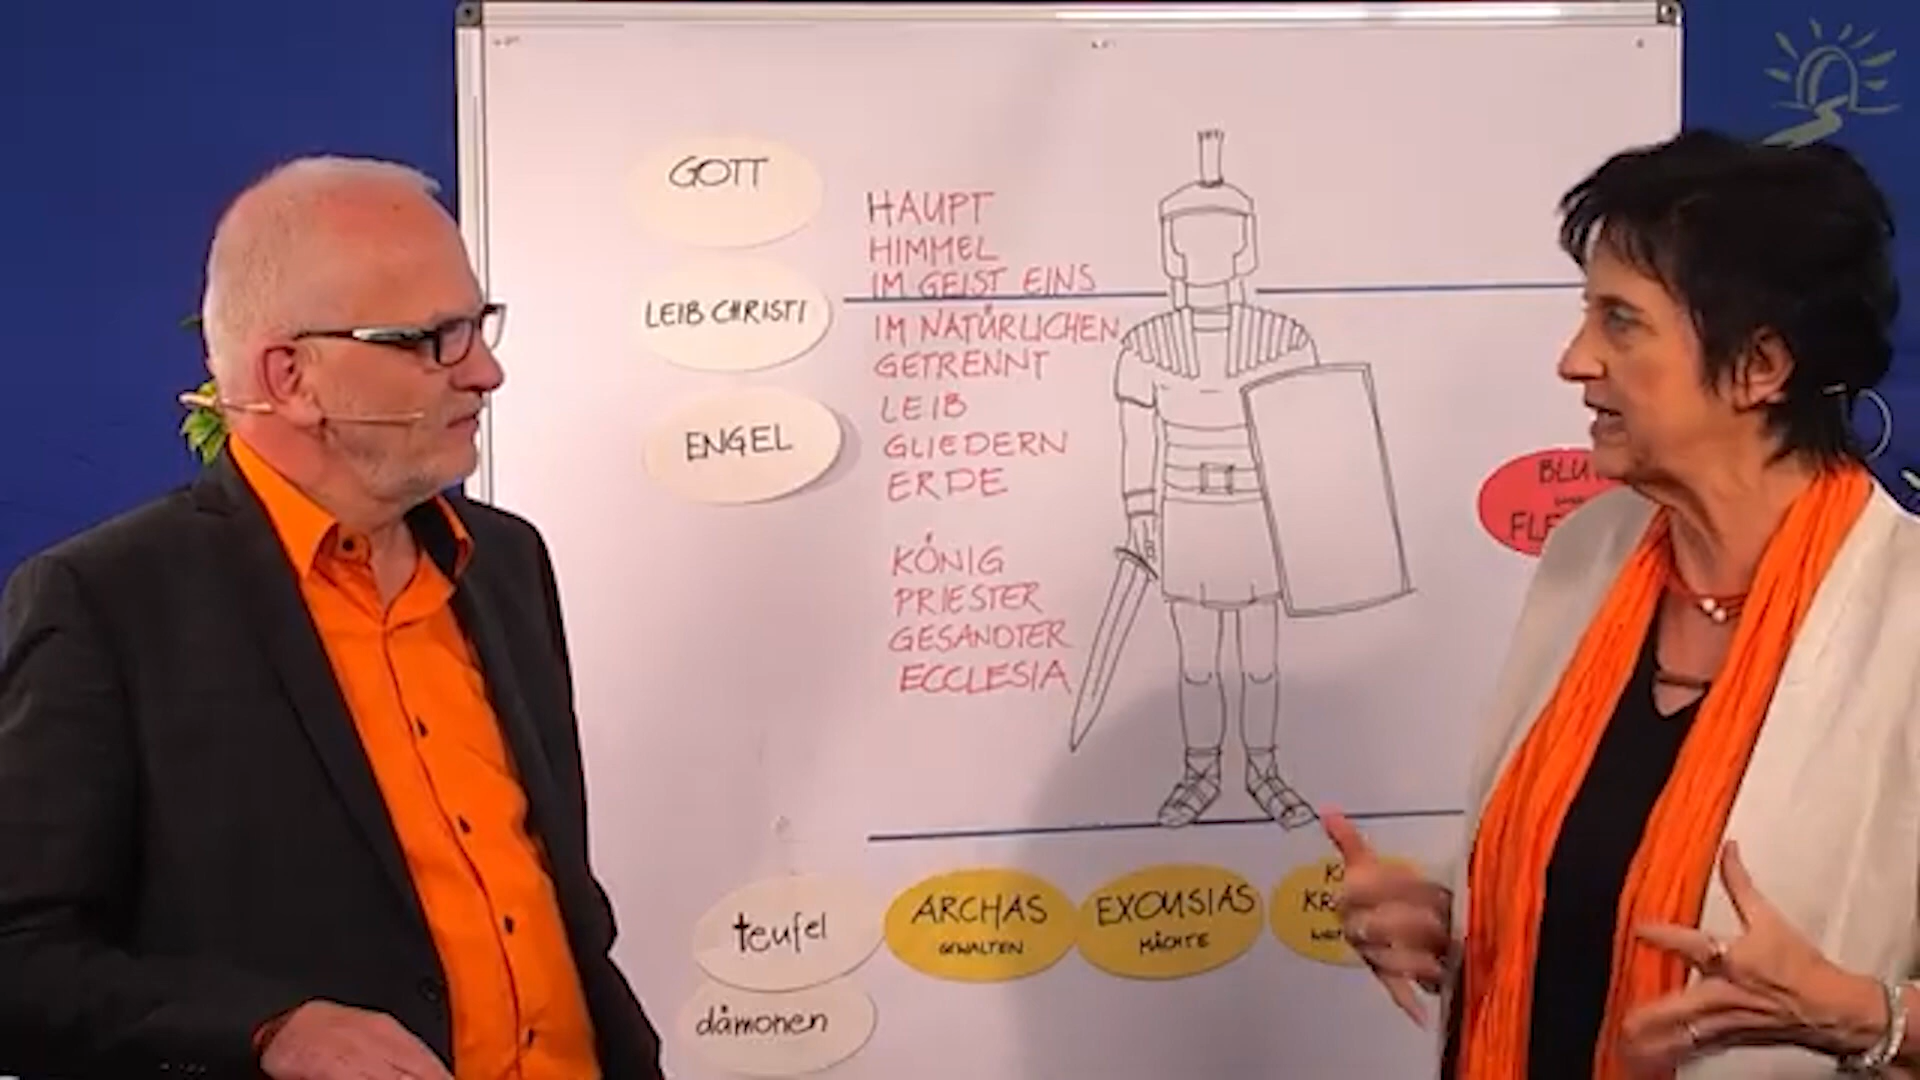 GOTT
HAUPT
HIMMEL
IM GEIST EINS
LEIB CHRISTI
IM NATÜRLICHEN
GETRENNT
LEIB
ENGEL
GLIEDERN
ERDE
KÖNIG
PRIESTER
GESANDTER
ECCLESIA
teufel
ARCHAS
GEWALTEN
EXOUSIAS
MÄCHTE
dämonen